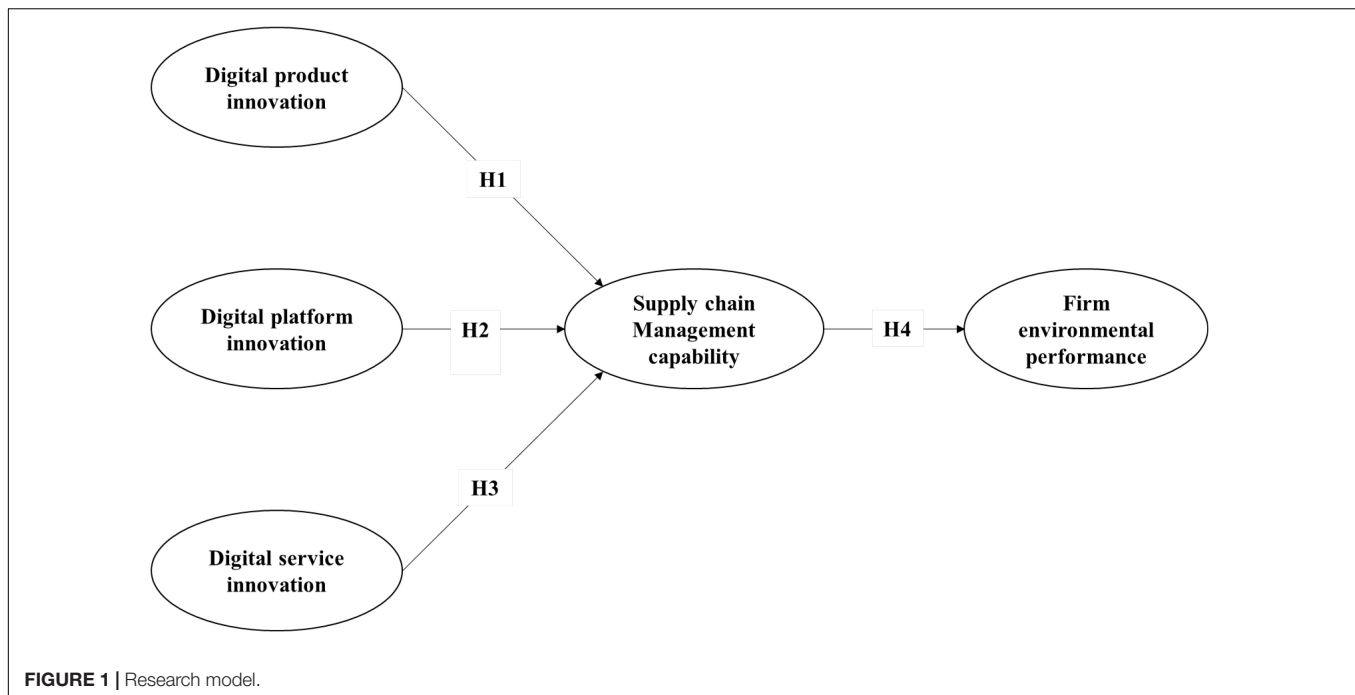 Digital product
innovation
H1
Digital platform
innovation
H2
Supply chain
Management
capability
H4
Firm
environmental
performance
H3
Digital service
innovation
FIGURE 1 | Research model.